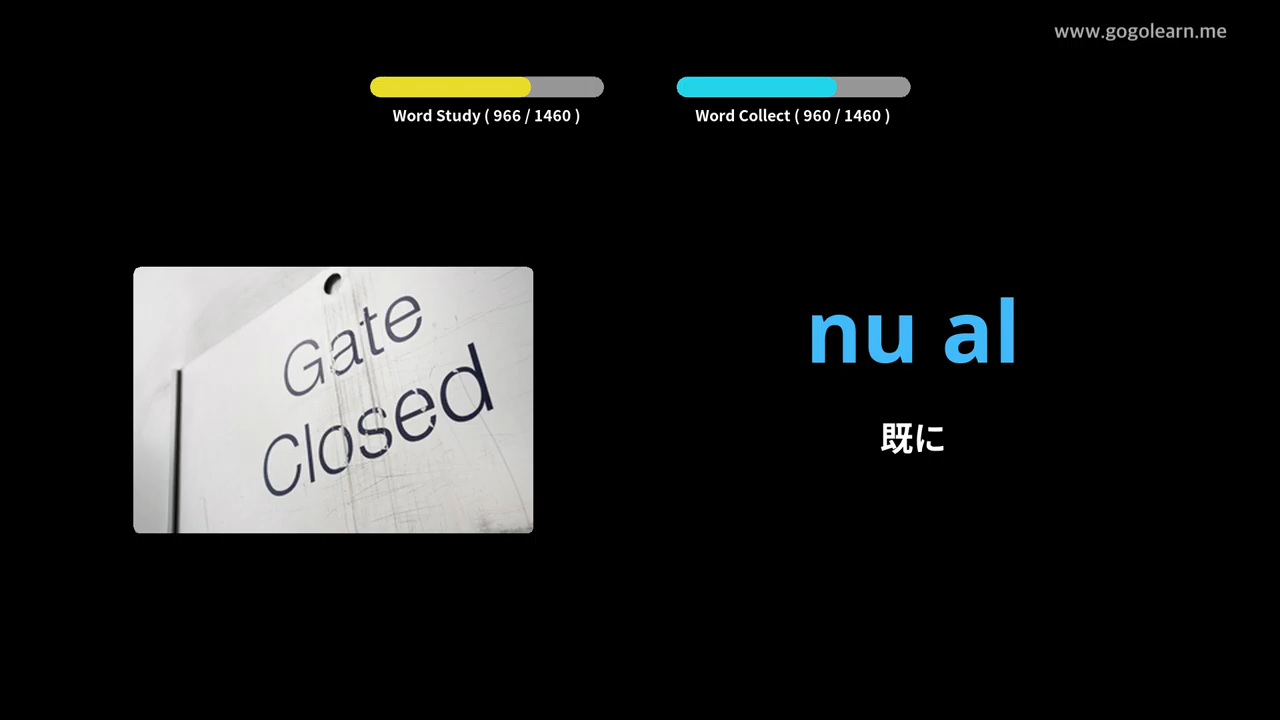 www.gogolearn.me
Word Study ( 966 / 1460 )
Word Collect ( 960 / 1460 )
Gate
Closed
nu al
既に